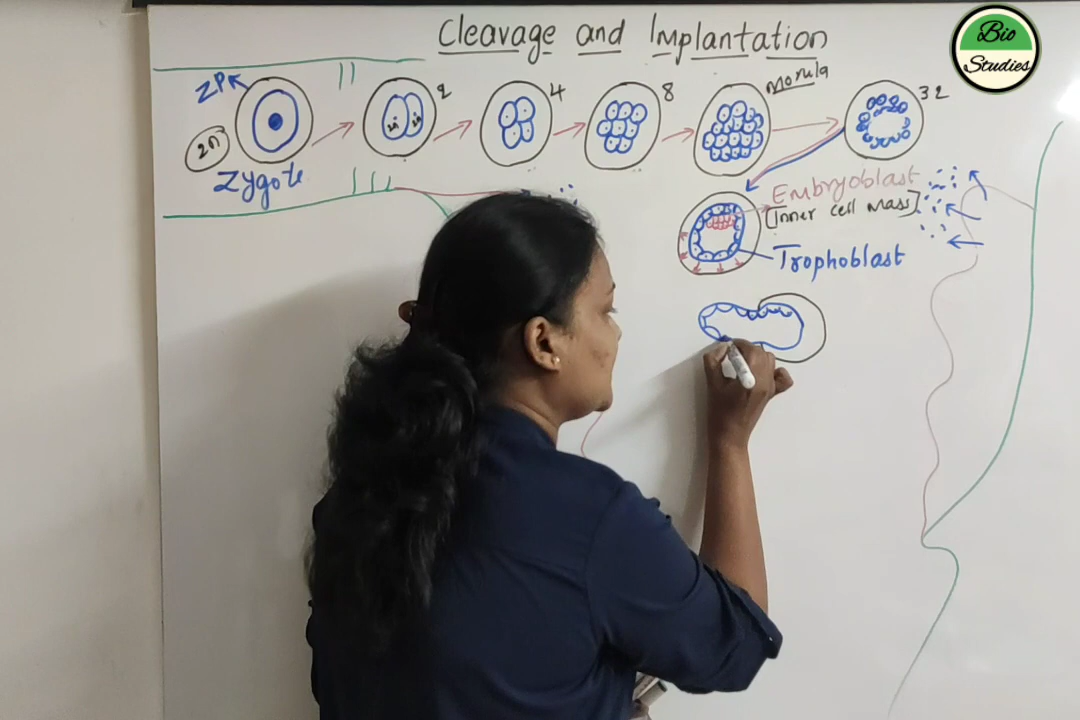 Cleavage and Implantation
Bio
Studies
ZP
2n
Zygote
2
4
8
Morula
32
Embryoblast
[Inner cell mass]
Trophoblast